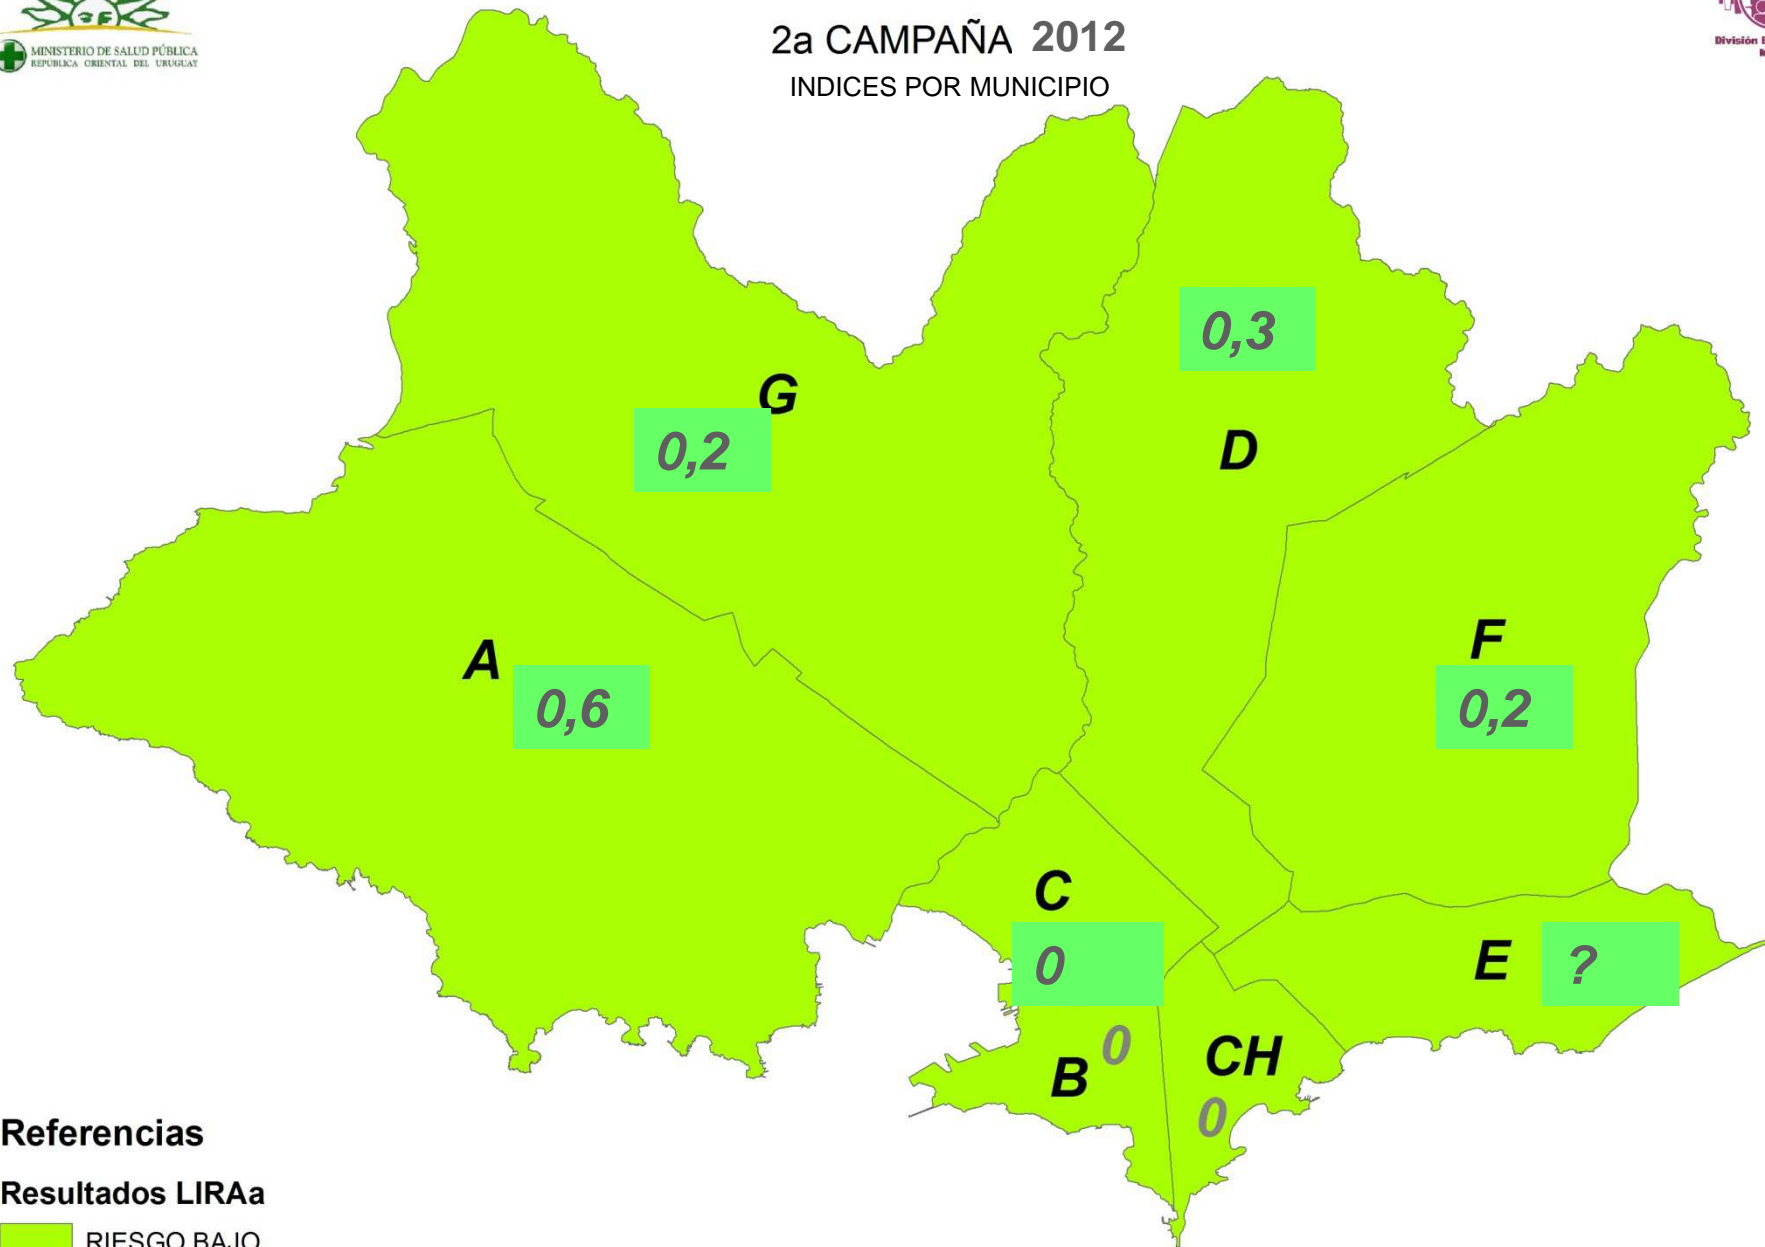 MINISTERIO DE SALUD PÚBLICA
REPÚBLICA ORIENTAL DEL URUGUAY
2a CAMPAÑA 2012
INDICES POR MUNICIPIO
División
0,3
G
0,2
D
F
0,2
A
0,6
C
0
E ?
0
B
CH
0
Referencias
Resultados LIRAa
RIESGO BAJO